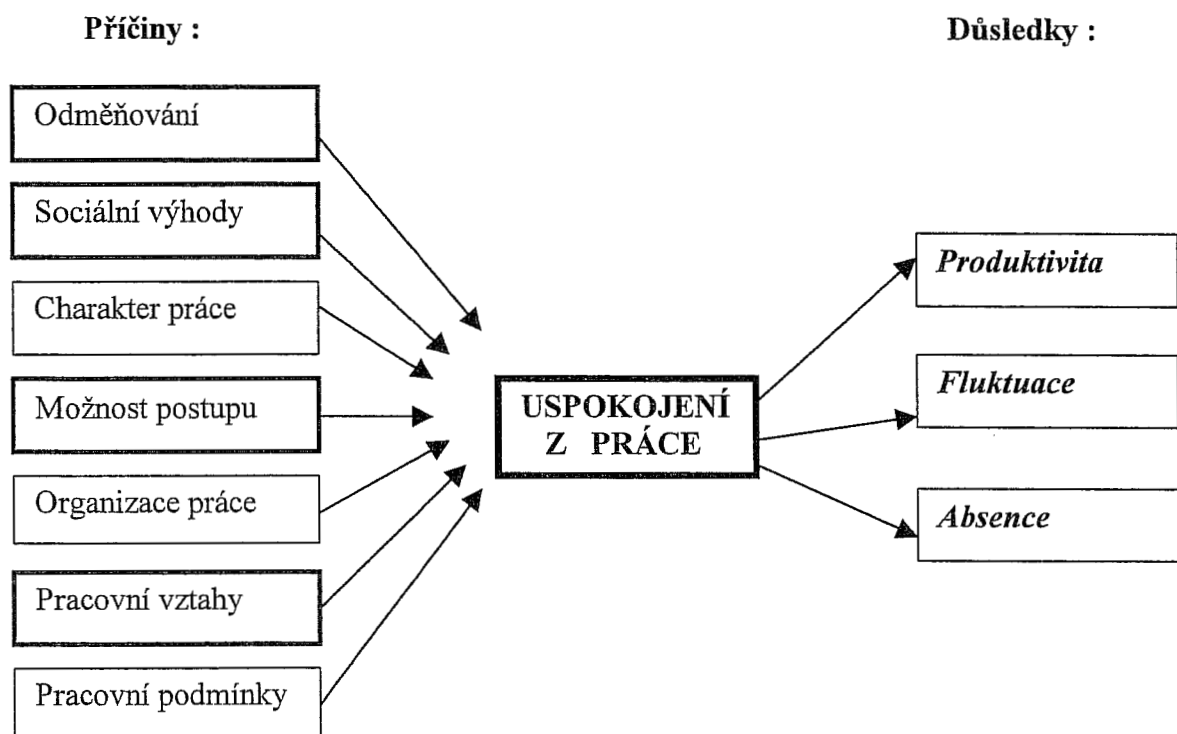 Příčiny :
Důsledky :
Odměňování
Sociální výhody
Charakter práce
Možnost postupu
Organizace práce
Pracovní vztahy
Pracovní podmínky
USPOKOJENÍ
Z PRÁCE
Produktivita
Fluktuace
Absence